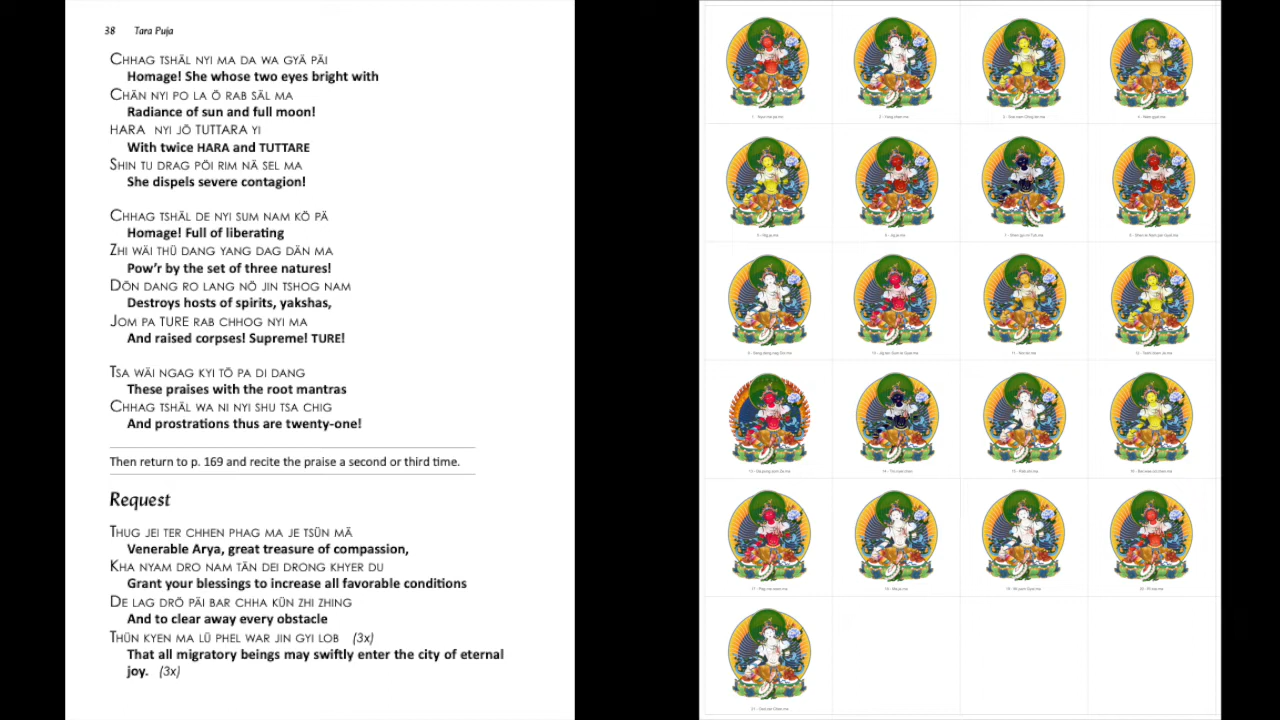 38 Tara Puja
CHHAG TSHÄL NYI MA DA WA GYÄ PÄI
Homage! She whose two eyes bright with
CHÄN NYI PO LA Ö RAB SÄL MA
Radiance of sun and full moon!
HARA NYI JÖ TUTTARA YI
With twice HARA and TUTTARE
SHIN TU DRAG PÖI RIM NÄ SEL MA
She dispels severe contagion!
CHHAG TSHÄL DE NYI SUM NAM KÖ PÄ
Homage! Full of liberating
ZHI WÄI THÜ DANG YANG DAG DÄN MA
Pow’r by the set of three natures!
DÖN DANG RO LANG NÖ JIN TSHOG NAM
Destroys hosts of spirits, yakshas,
JOM PA TURE RAB CHHOG NYI MA
And raised corpses! Supreme! TURE!
TSA WÄI NGAG KYI TÖ PA DI DANG
These praises with the root mantras
CHHAG TSHÄL WA NI NYI SHU TSA CHIG
And prostrations thus are twenty-one!
Then return to p. 169 and recite the praise a second or third time.
Request
THUG JEI TER CHHEN PHAG MA JE TSÜN MÄ
Venerable Arya, great treasure of compassion,
KHA NYAM DRO NAM TÄN DEI DRONG KHYER DU
Grant your blessings to increase all favorable conditions
DE LAG DRÖ PÄI BAR CHHA KÜN ZHI ZHING
And to clear away every obstacle
THÜN KYEN MA LÜ PHEL WAR JIN GYI LOB (3x)
That all migratory beings may swiftly enter the city of eternal
joy. (3x)